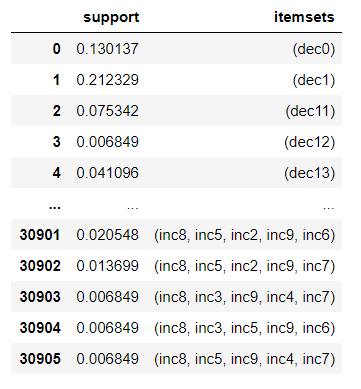 support itemsets
0 0.130137 (dec0)
1 0.212329 (dec1)
2 0.075342 (dec11)
3 0.006849 (dec12)
4 0.041096 (dec13)
... ... ...
30901 0.020548 (inc8, inc5, inc2, inc9, inc6)
30902 0.013699 (inc8, inc5, inc2, inc9, inc7)
30903 0.006849 (inc8, inc3, inc9, inc4, inc7)
30904 0.006849 (inc8, inc3, inc5, inc9, inc6)
30905 0.006849 (inc8, inc5, inc9, inc4, inc7)